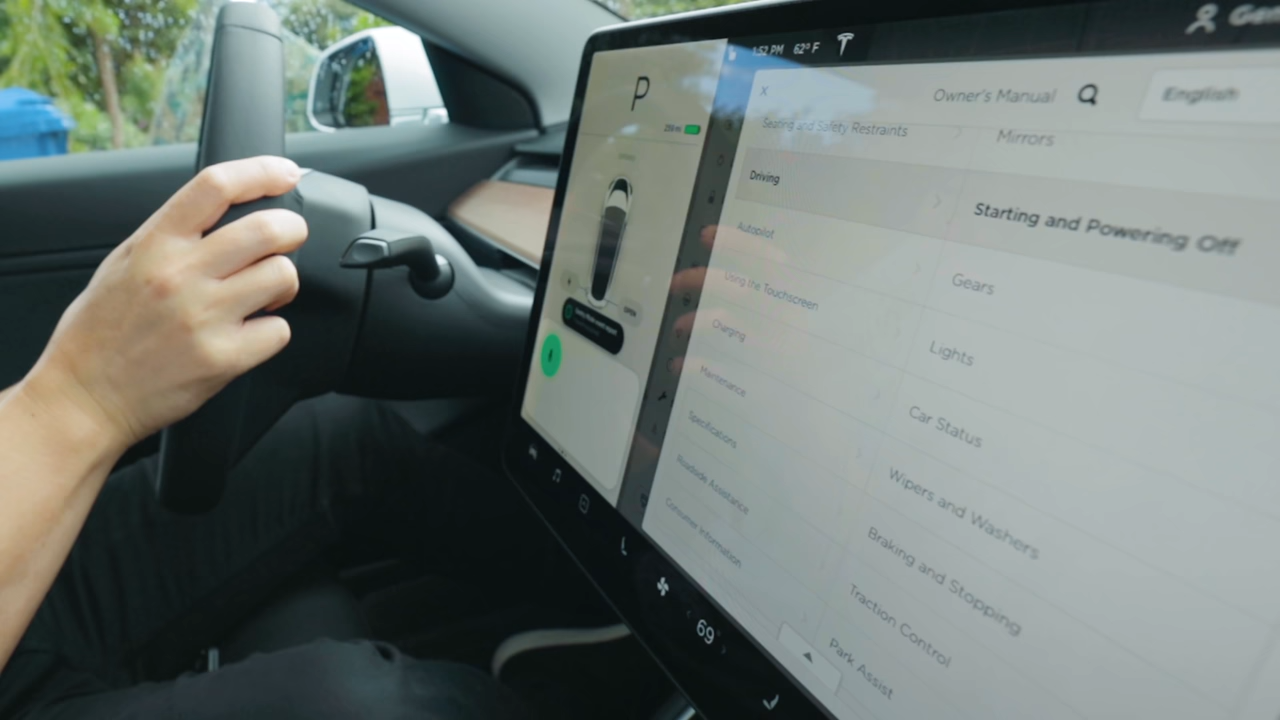 P
1:52 PM 62° F
Owner's Manual
English
X
Seating and Safety Restraints
Driving
Autopilot
Using the Touchscreen
Charging
Maintenance
Specifications
Roadside Assistance
Consumer Information
Mirrors
Starting and Powering Off
Gears
Lights
Car Status
Wipers and Washers
Braking and Stopping
Traction Control
Park Assist
69